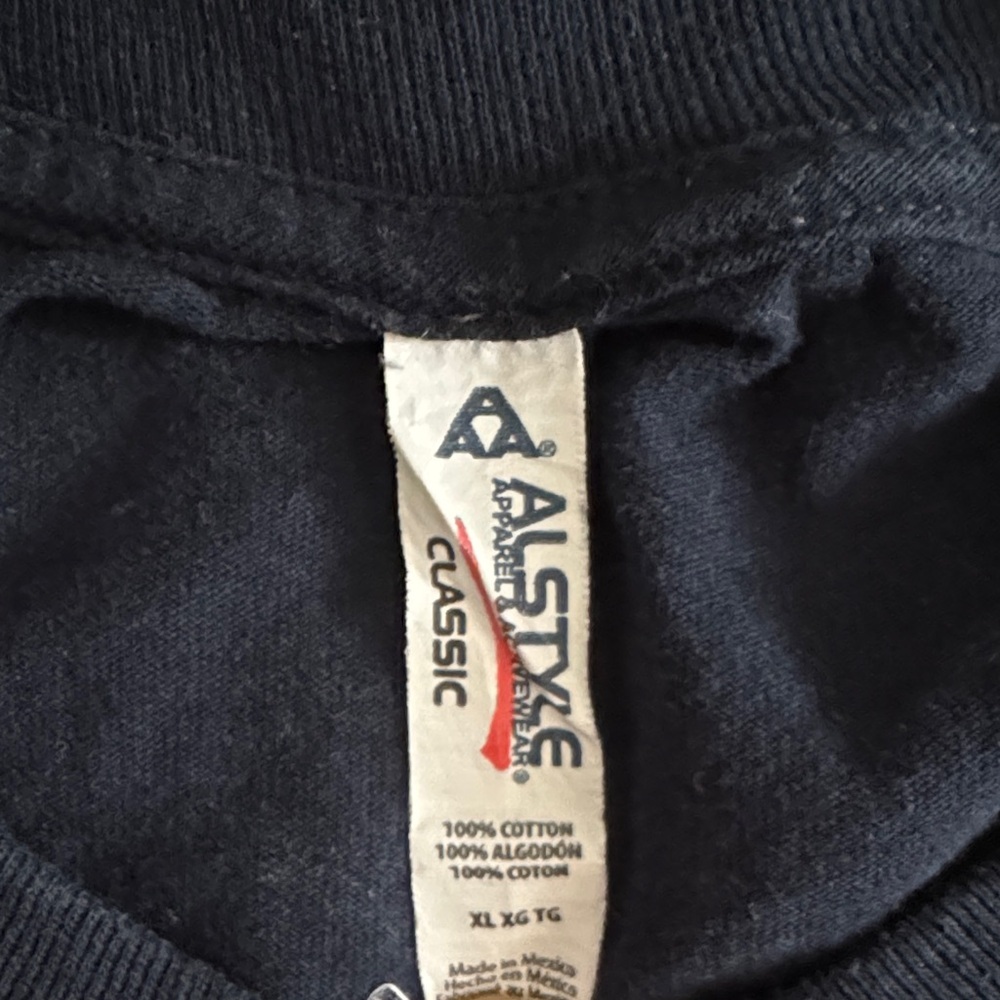 AAA®
ALSTYLE
APPAREL & ACTIVEWEAR®
CLASSIC
100% COTTON
100% ALGODÓN
100% COTON
XL XG TG
Made in Mexico
Hecho en México
au